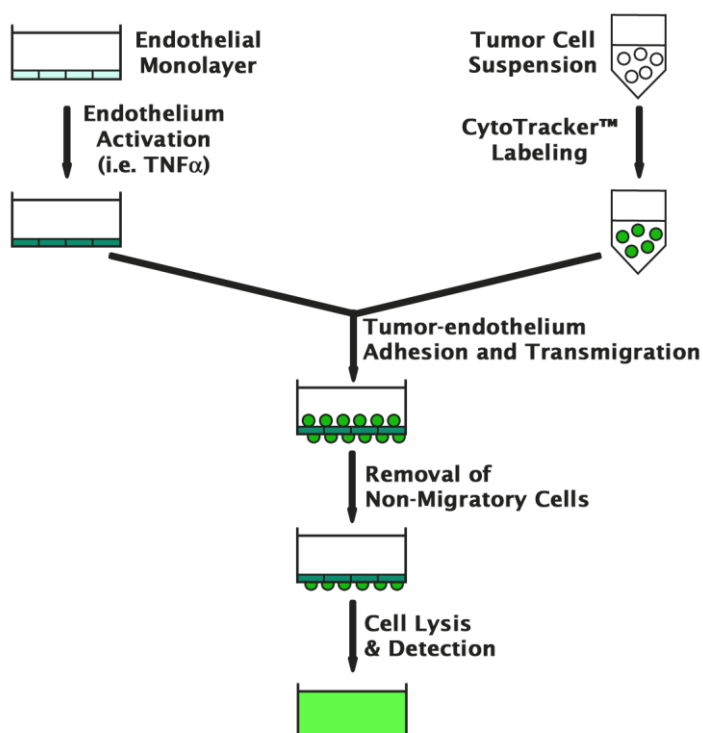 Endothelial
Monolayer
Tumor Cell
Suspension
Endothelium
Activation
(i.e. TNFα)
CytoTracker™
Labeling
Tumor-endothelium
Adhesion and Transmigration
Removal of
Non-Migratory Cells
Cell Lysis
& Detection